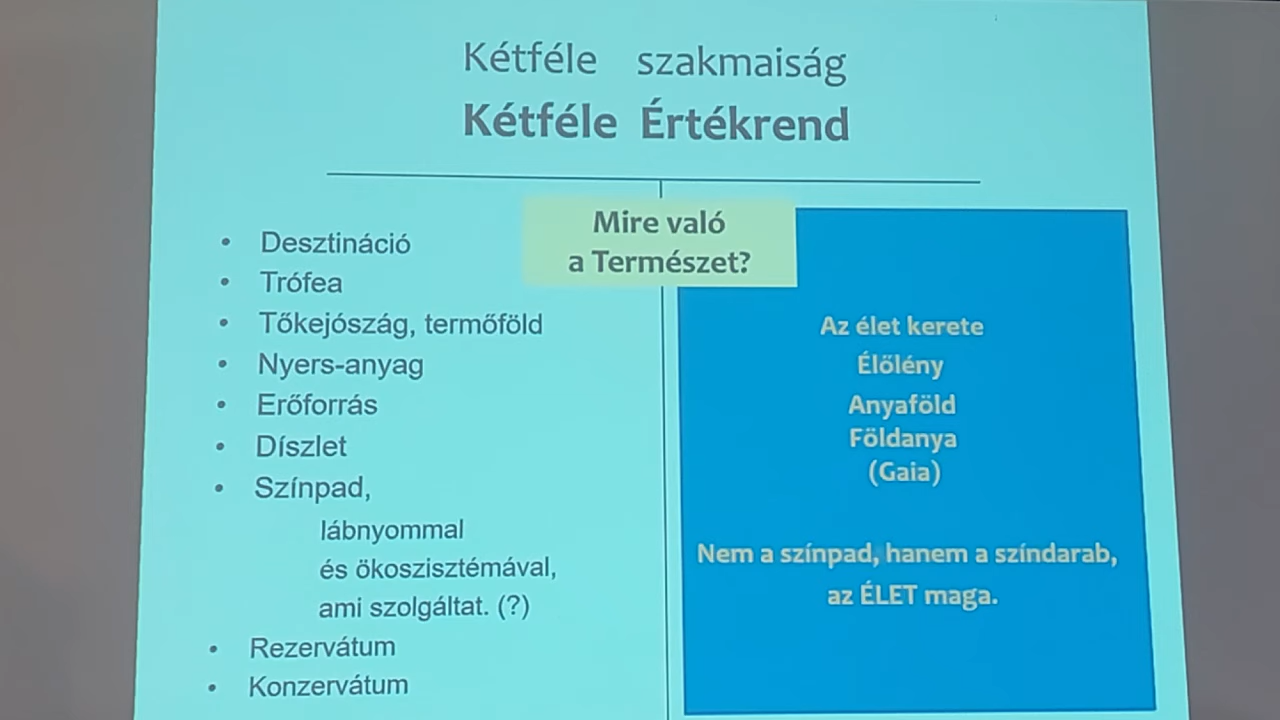 Kétféle szakmaiság
Kétféle Értékrend
Mire való
a Természet?
• Desztináció
• Trófea
• Tőkejószág, termőföld
• Nyers-anyag
• Erőforrás
• Díszlet
• Színpad,
lábnyommal
és ökoszisztémával,
ami szolgáltat. (?)
• Rezervátum
• Konzervátum
Az élet kerete
Élőlény
Anyaföld
Földanya
(Gaia)
Nem a színpad, hanem a színdarab,
az ÉLET maga.